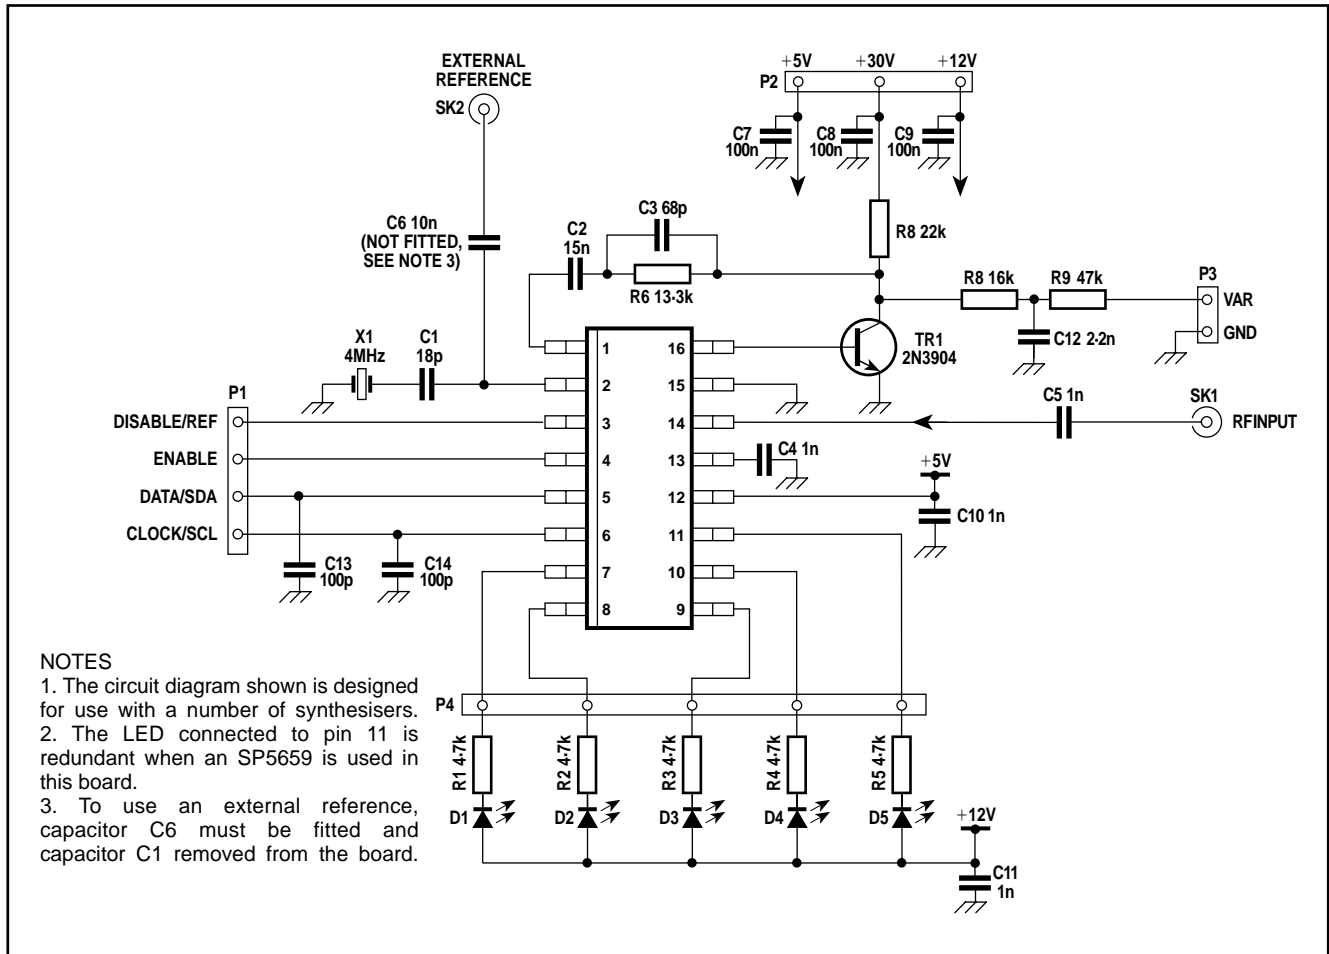 EXTERNAL
REFERENCE
SK2
+5V
+30V
+12V
P2
C7
100n
C8
100n
C9
100n
C6 10n
(NOT FITTED,
SEE NOTE 3)
C3 68p
C2
15n
R6 13·3k
R8 22k
R8 16k
R9 47k
P3
VAR
GND
C12 2·2n
TR1
2N3904
X1
4MHz
C1
18p
P1
DISABLE/REF
ENABLE
DATA/SDA
CLOCK/SCL
C13
100p
C14
100p
1
2
3
4
5
6
7
8
16
15
14
13
12
11
10
9
C5 1n
SK1
RFINPUT
C4 1n
+5V
C10 1n
P4
R1 4·7k
R2 4·7k
R3 4·7k
R4 4·7k
R5 4·7k
D1
D2
D3
D4
D5
+12V
C11
1n
NOTES
1. The circuit diagram shown is designed
for use with a number of synthesisers.
2. The LED connected to pin 11 is
redundant when an SP5659 is used in
this board.
3. To use an external reference,
capacitor C6 must be fitted and
capacitor C1 removed from the board.